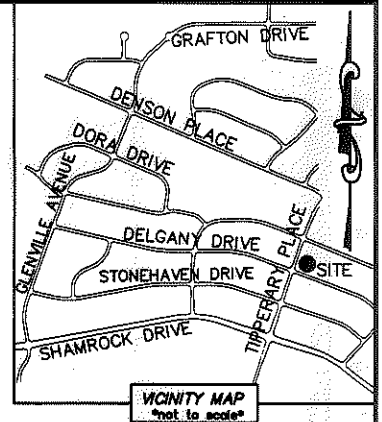 GRAFTON DRIVE
DENSON PLACE
DORA DRIVE
GLENVILLE AVENUE
DELGANY DRIVE
TIPPERARY PLACE
SITE
STONEHAVEN DRIVE
SHAMROCK DRIVE
VICINITY MAP
*not to scale*